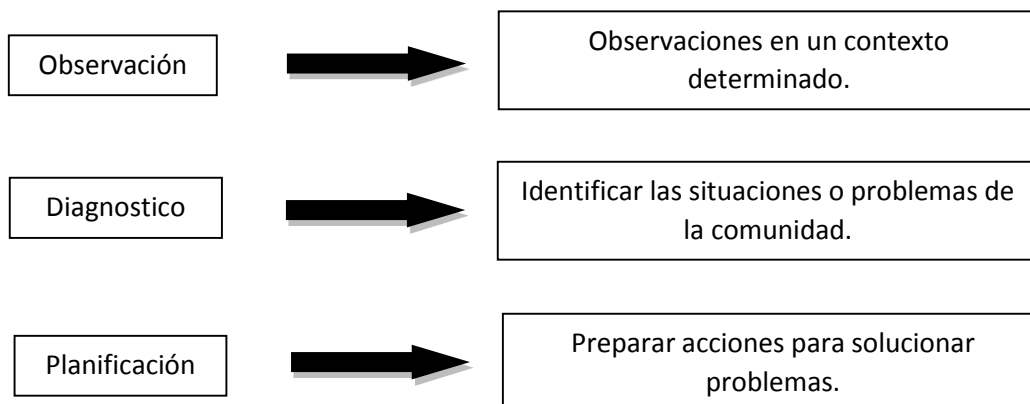 Observación
Observaciones en un contexto
determinado.
Diagnostico
Identificar las situaciones o problemas de
la comunidad.
Planificación
Preparar acciones para solucionar
problemas.